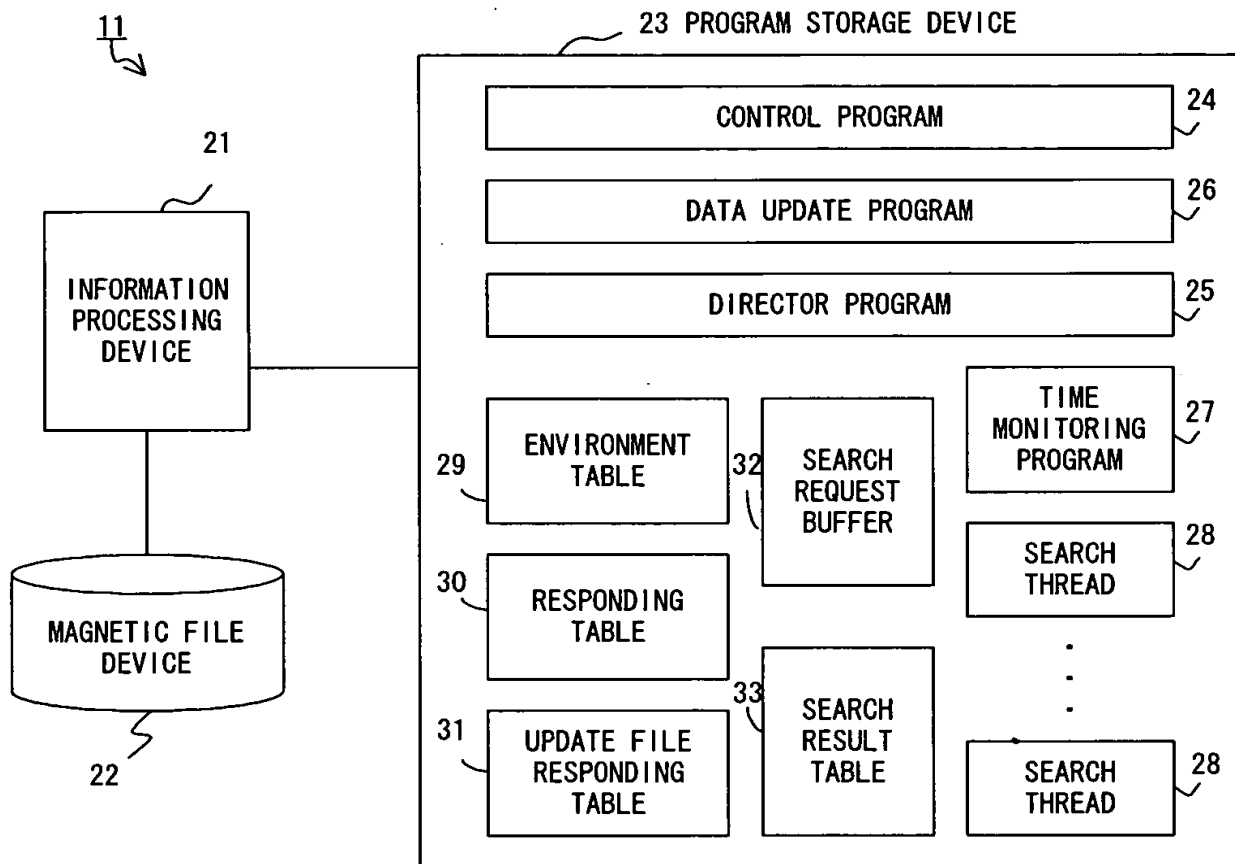 11
23 PROGRAM STORAGE DEVICE
CONTROL PROGRAM
24
21
DATA UPDATE PROGRAM
26
DIRECTOR PROGRAM
25
INFORMATION
PROCESSING
DEVICE
TIME
MONITORING
PROGRAM
27
29
ENVIRONMENT
TABLE
32
SEARCH
REQUEST
BUFFER
28
SEARCH
THREAD
30
RESPONDING
TABLE
MAGNETIC FILE
DEVICE
22
33
SEARCH
RESULT
TABLE
31
UPDATE FILE
RESPONDING
TABLE
SEARCH
THREAD
28